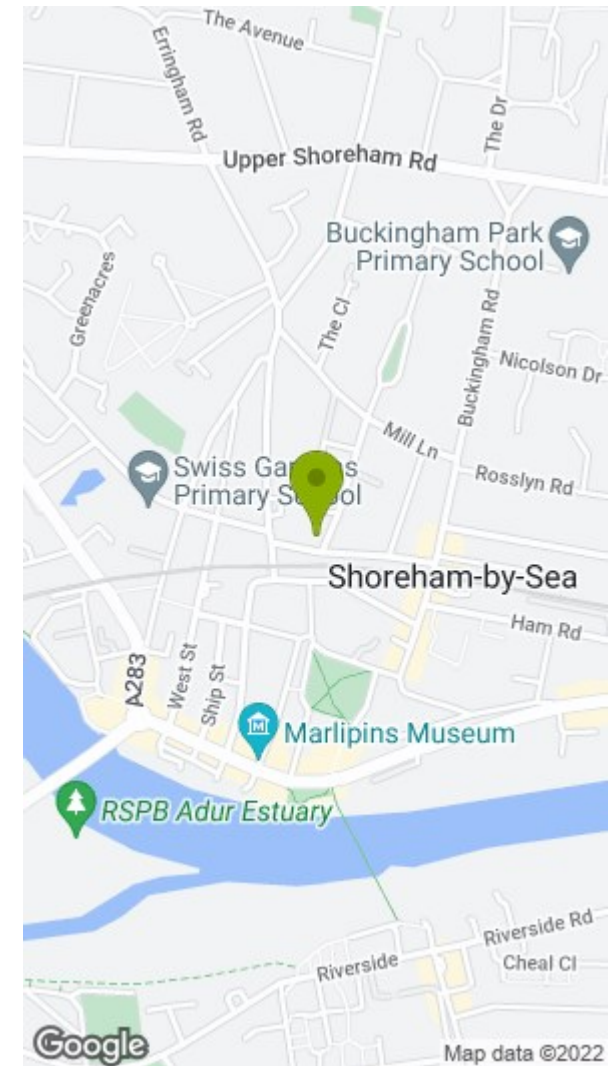 The Avenue
Erringham Rd
The Dr
Upper Shoreham Rd
Buckingham Park
Primary School
Greenacres
The Cl
Buckingham Rd
Nicolson Dr
Mill Ln
Swiss Gardens
Primary School
Rosslyn Rd
Shoreham-by-Sea
Ham Rd
A283
West St
Ship St
Marlipins Museum
RSPB Adur Estuary
Riverside Rd
Riverside
Cheal Cl
Google
Map data ©2022